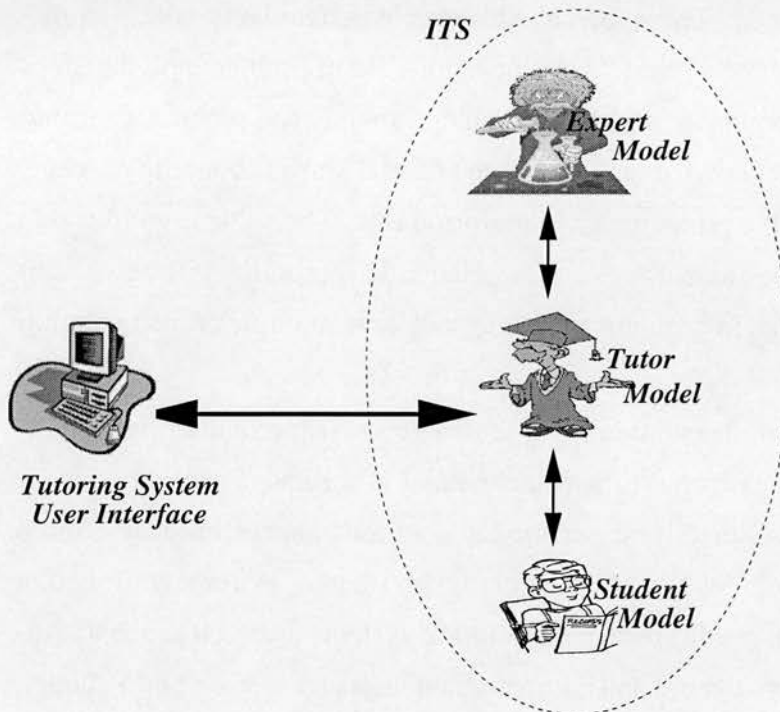 ITS
Expert
Model
Tutor
Model
Tutoring System
User Interface
Student
Model